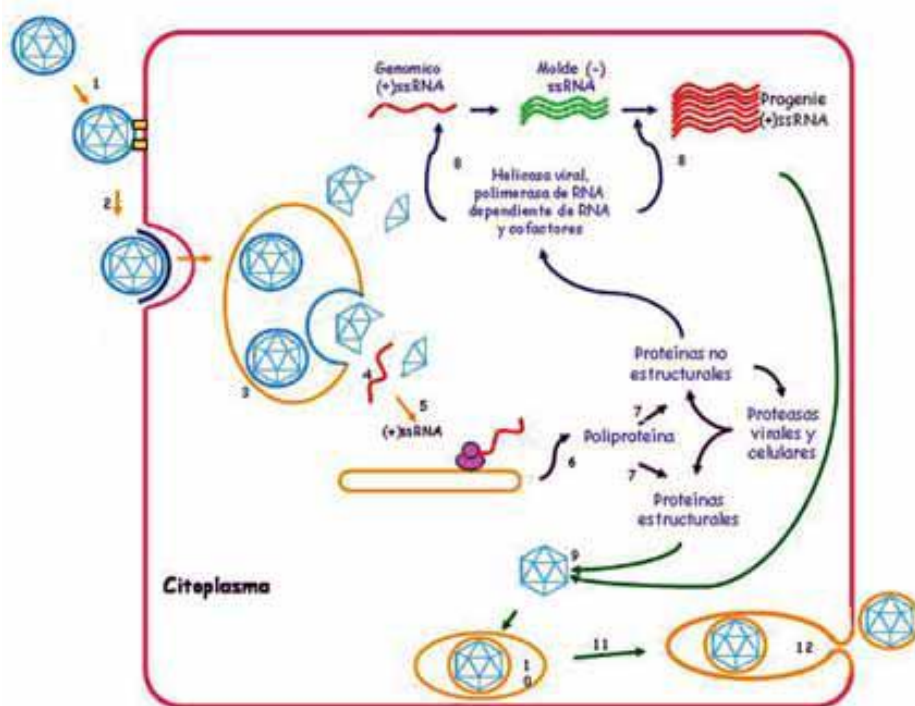 1
Genomico
(+)ssRNA
Molde (-)
ssRNA
Progenie
(+)ssRNA
8
8
Helicasa viral,
polimerasa de RNA
dependiente de RNA
y cofactores
2
3
4
5
(+)ssRNA
Proteínas no
estructurales
7
Poliproteína
6
7
Proteasas
virales y
celulares
Proteínas
estructurales
9
Citoplasma
1
0
11
12